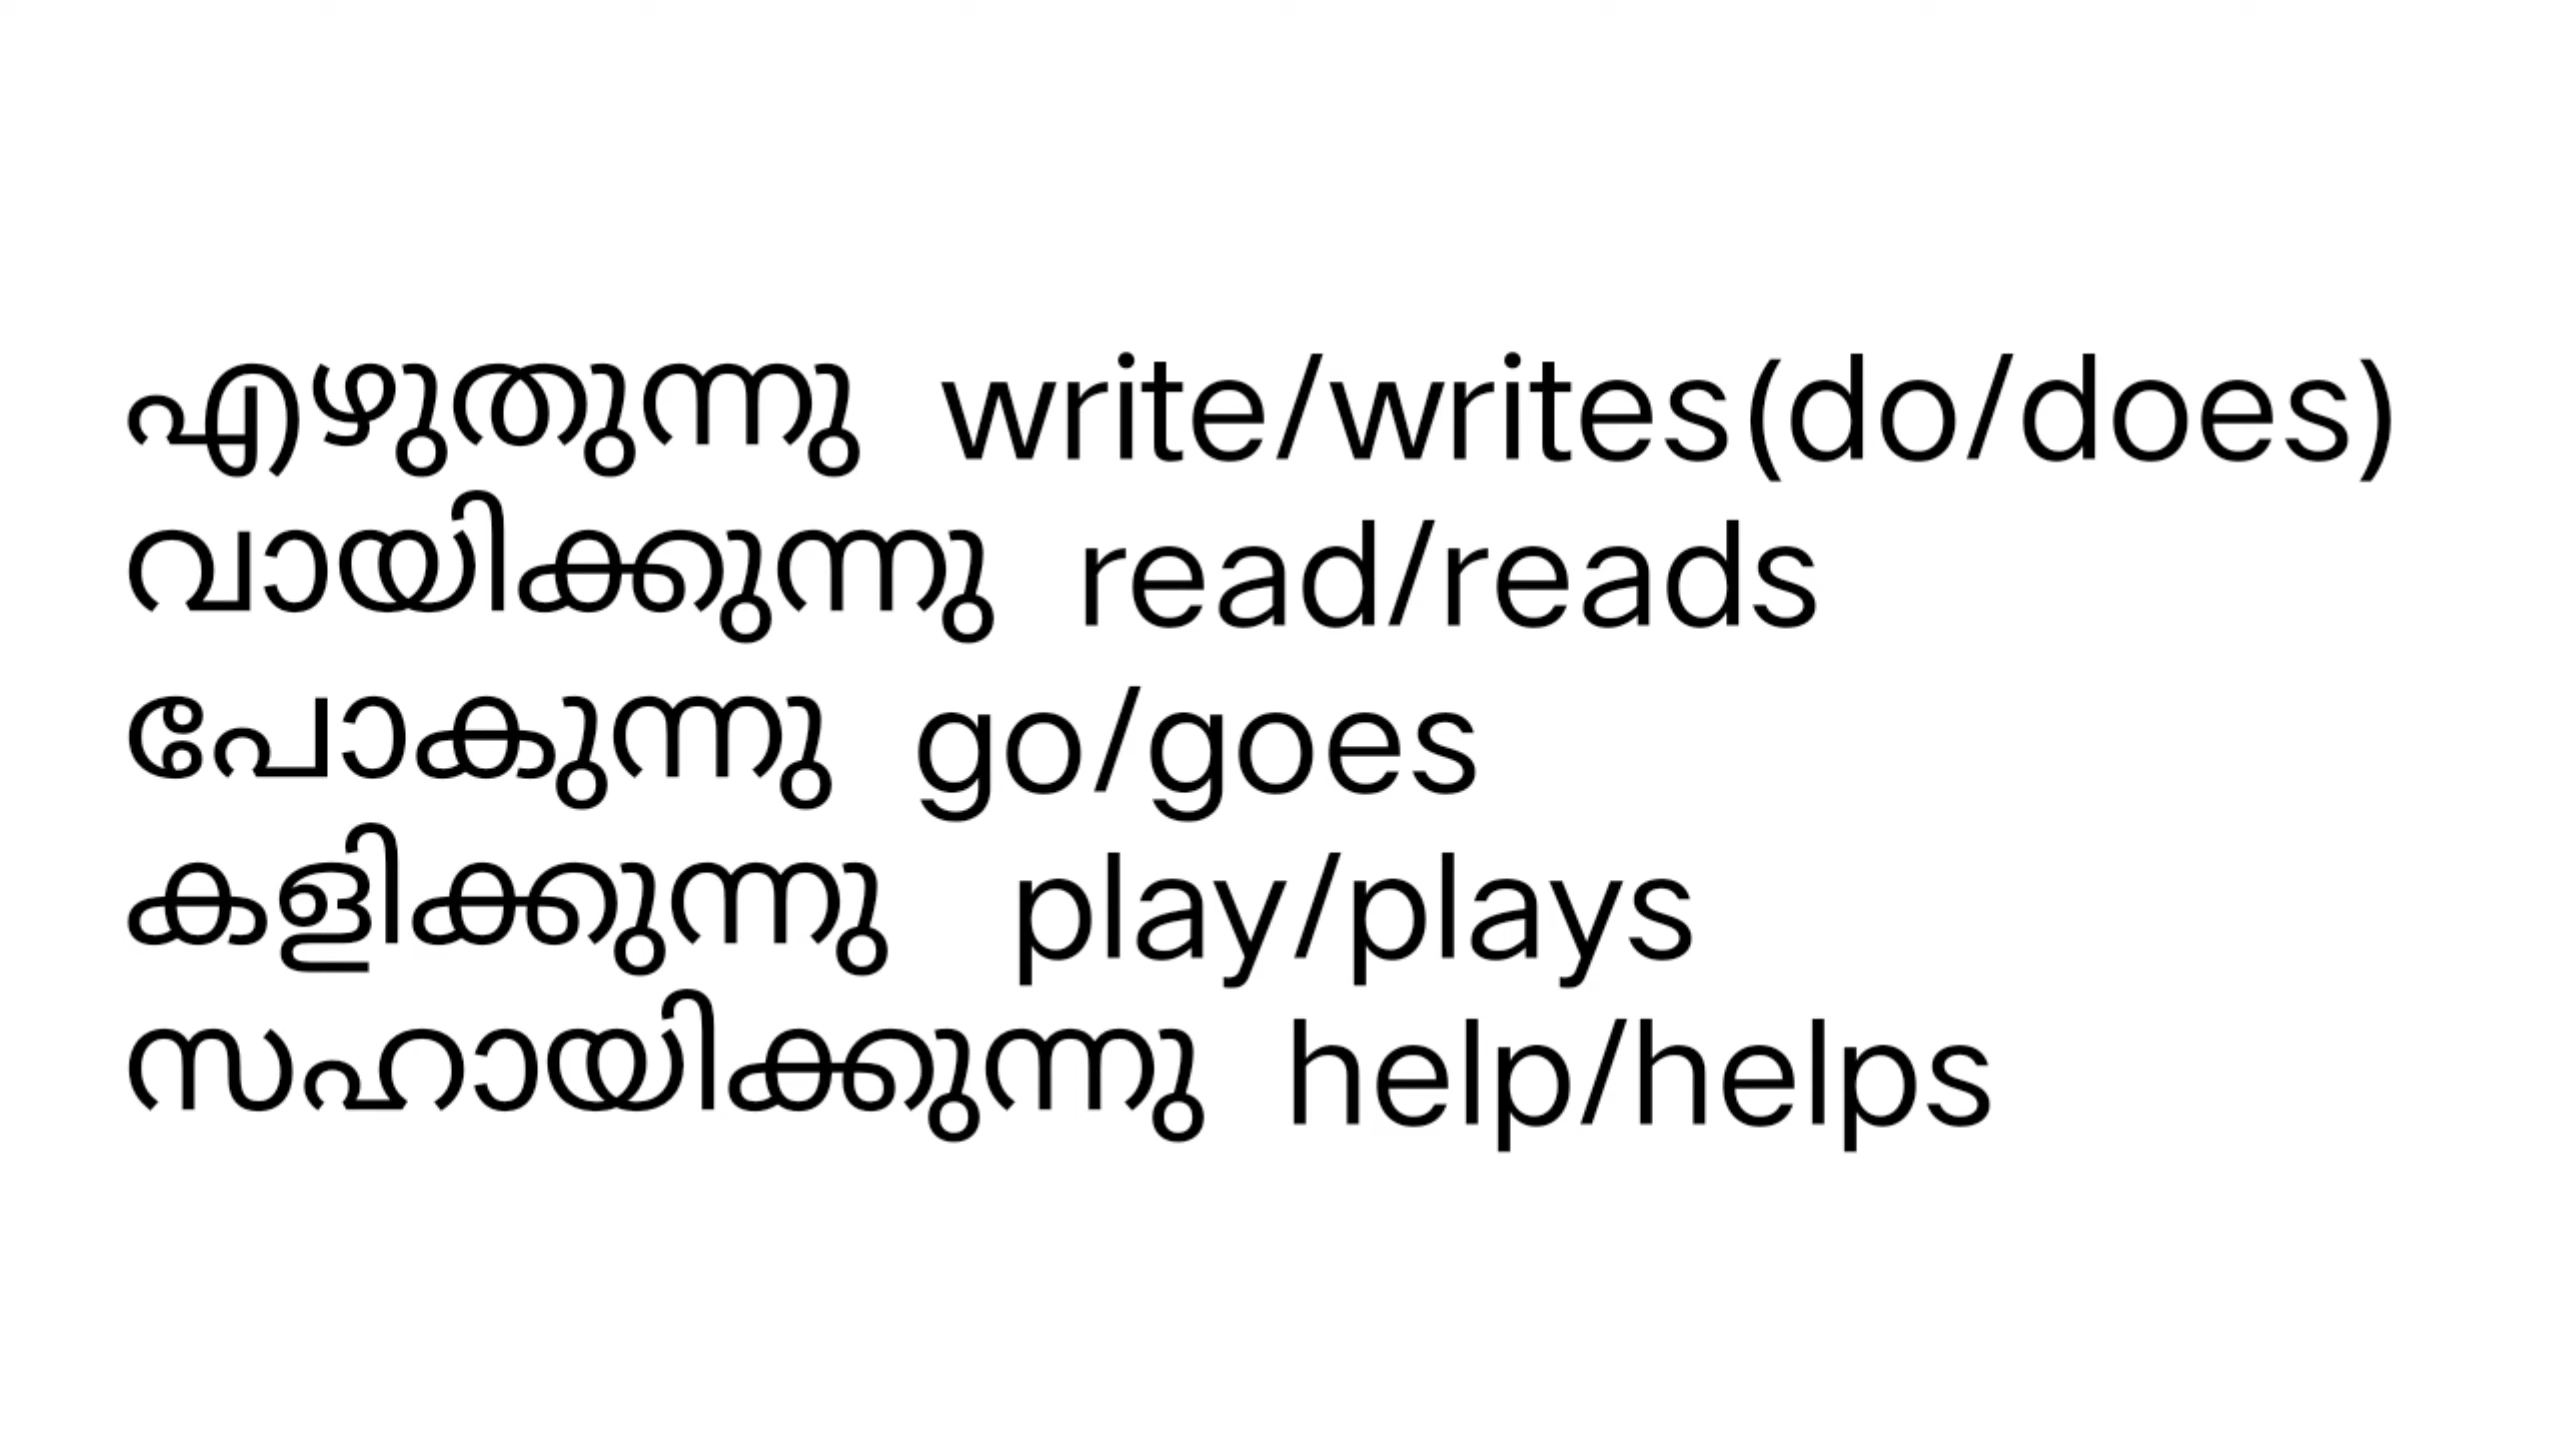 എഴുതുന്നു write/writes(do/does)
വായിക്കുന്നു read/reads
പോകുന്നു go/goes
കളിക്കുന്നു play/plays
സഹായിക്കുന്നു help/helps